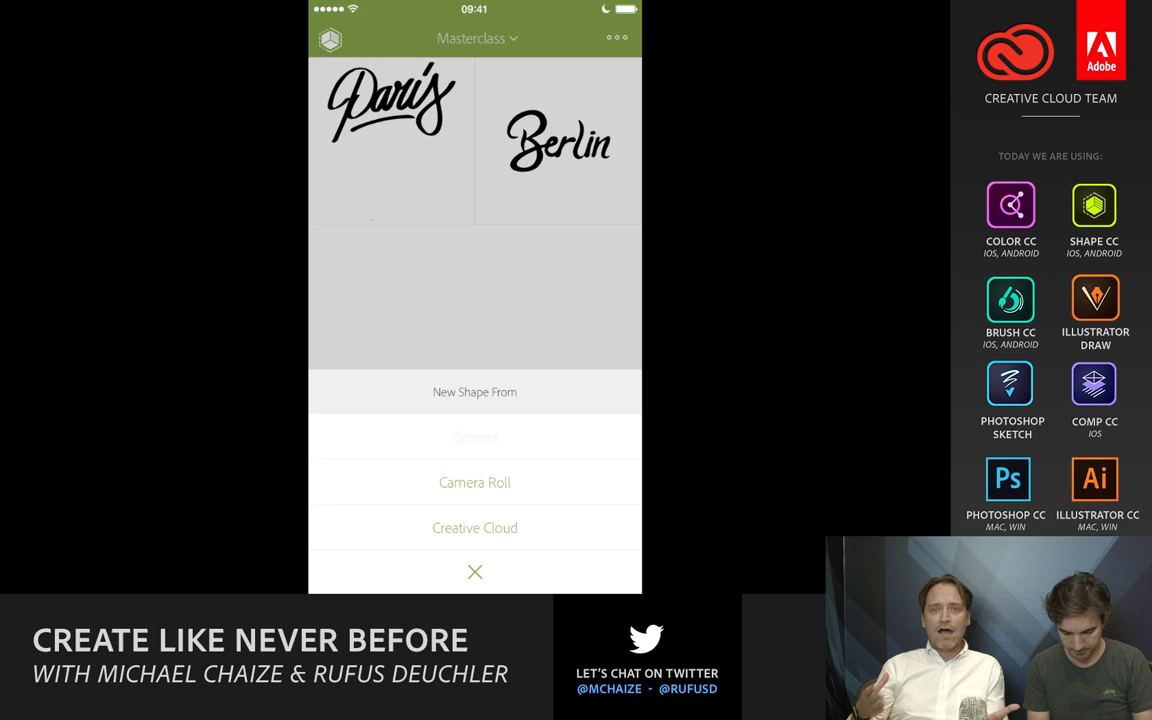 09:41
Masterclass
Paris
Berlin
New Shape From
Camera
Camera Roll
Creative Cloud
Adobe
CREATIVE CLOUD TEAM
TODAY WE ARE USING:
COLOR CC
IOS, ANDROID
SHAPE CC
IOS, ANDROID
BRUSH CC
IOS, ANDROID
ILLUSTRATOR
DRAW
PHOTOSHOP
SKETCH
COMP CC
IOS
Ps
PHOTOSHOP CC
MAC, WIN
Ai
ILLUSTRATOR CC
MAC, WIN
CREATE LIKE NEVER BEFORE
WITH MICHAEL CHAIZE & RUFUS DEUCHLER
LET'S CHAT ON TWITTER
@MCHAIZE - @RUFUSD